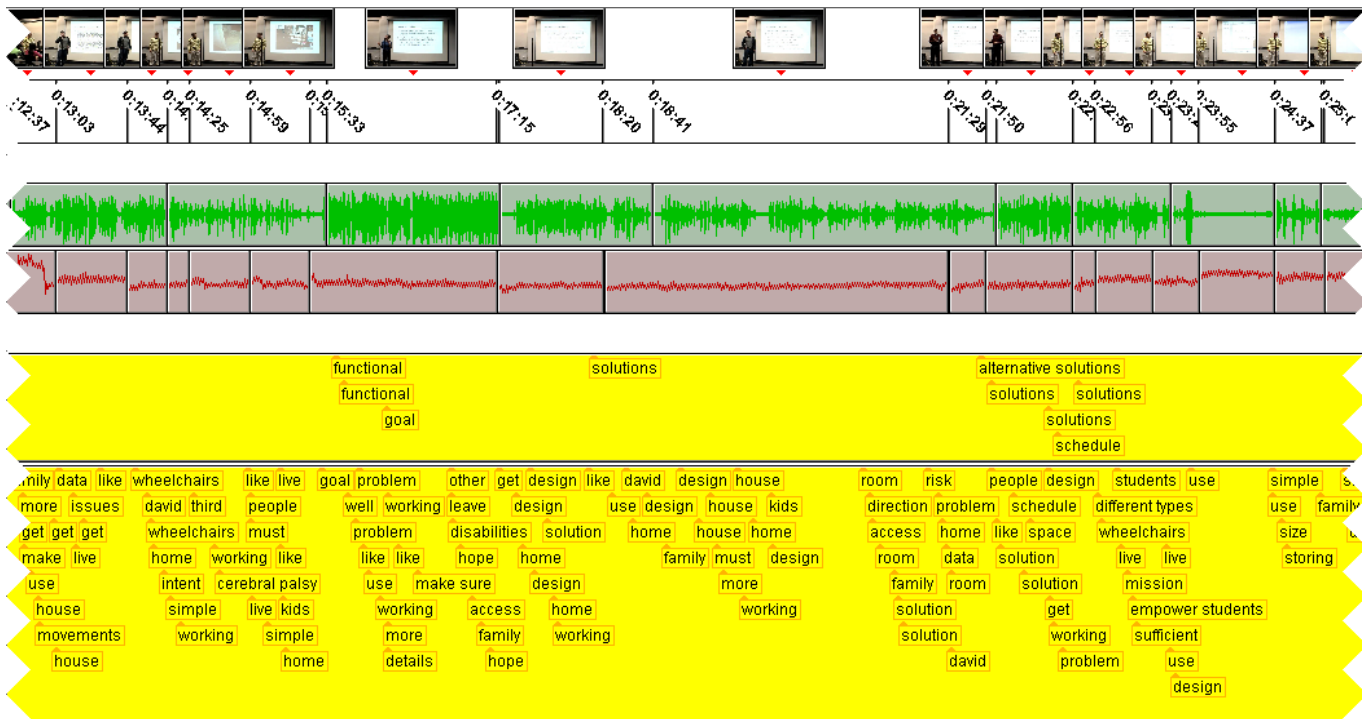 0:12:37 0:13:03 0:13:44 0:14:25 0:14:59 0:15:33 0:17:15 0:18:20 0:18:41 0:21:29 0:21:50 0:22:56 0:23:55 0:24:37
functional solutions alternative solutions
functional solutions solutions
goal solutions
schedule
data like wheelchairs like live goal problem other get design like david design house room risk people design students use simple
more issues david third people well working leave design use design house kids direction problem schedule different types use family
get get get wheelchairs must problem disabilities solution home house home access home like space wheelchairs size
make live home working like like like hope home family must design room data solution live live storing
use intent cerebral palsy use make sure design more family room solution mission
house simple live kids working access home working solution get empower students
movements working simple more family working solution working sufficient
house home details hope david problem use
design